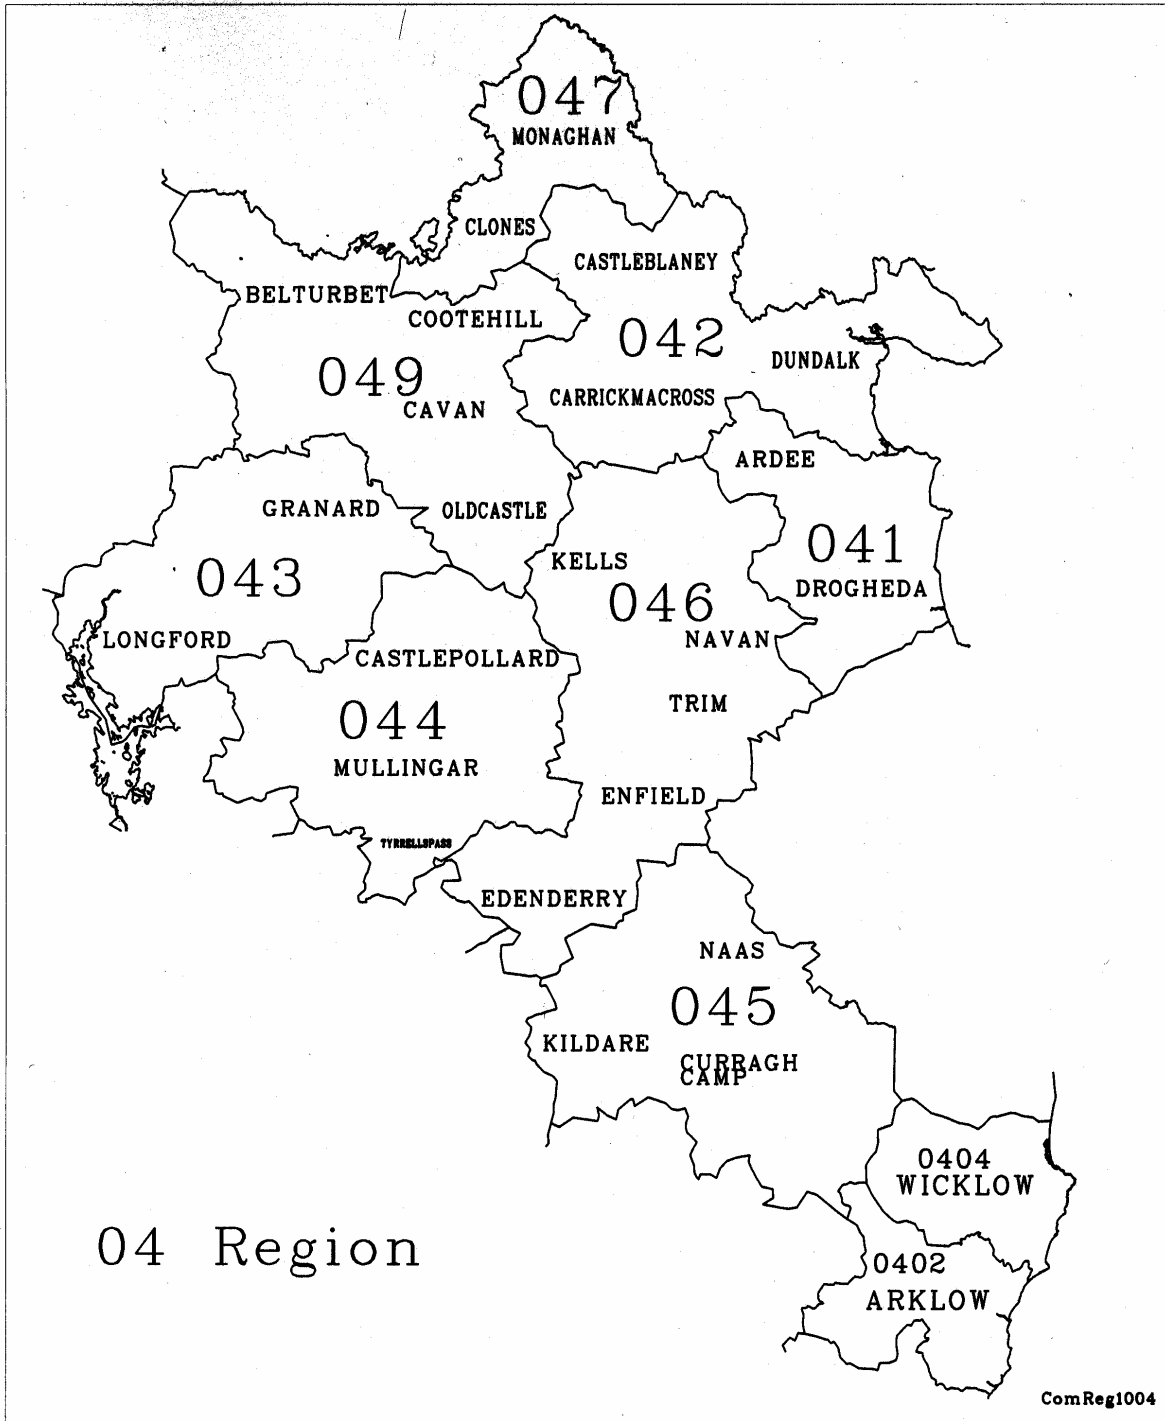 047
MONAGHAN
CLONES
CASTLEBLANEY
BELTURBET
COOTEHILL
042
DUNDALK
049
CAVAN
CARRICKMACROSS
ARDEE
GRANARD
OLDCASTLE
043
KELLS
041
DROGHEDA
046
LONGFORD
NAVAN
CASTLEPOLLARD
TRIM
044
MULLINGAR
ENFIELD
TYRRELLSPASS
EDENDERRY
NAAS
045
KILDARE
CURRAGH
CAMP
0404
WICKLOW
04 Region
0402
ARKLOW
ComReg1004